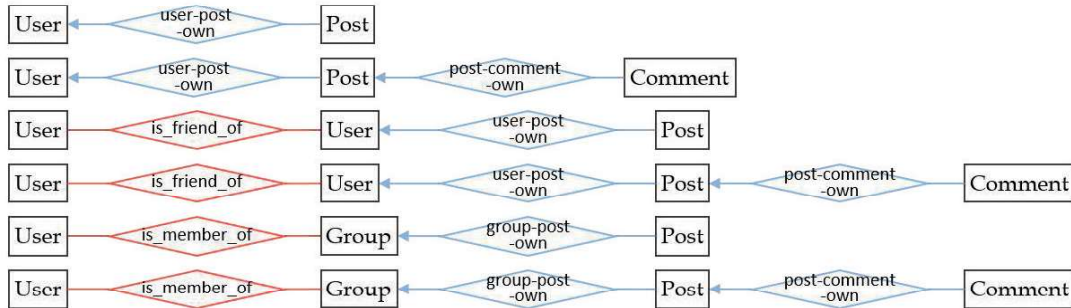 User user-post -own Post
User user-post -own Post post-comment -own Comment
User is_friend_of User user-post -own Post
User is_friend_of User user-post -own Post post-comment -own Comment
User is_member_of Group group-post -own Post
User is_member_of Group group-post -own Post post-comment -own Comment